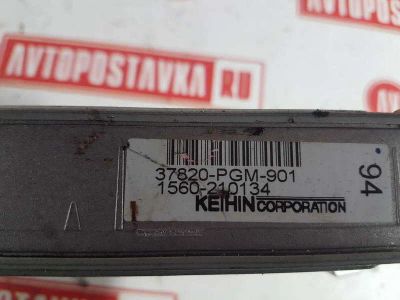 AVTOPOSTAVKA RU
37820-PGM-901
1560-210134
KEIHIN CORPORATION
94
A